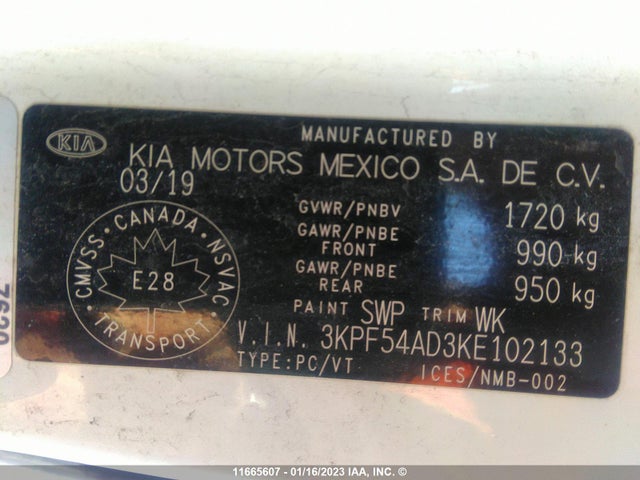 KIA
MANUFACTURED BY
KIA MOTORS MEXICO S.A. DE C.V.
03/19
GVWR/PNBV 1720 kg
GAWR/PNBE FRONT 990 kg
GAWR/PNBE REAR 950 kg
PAINT SWP TRIM WK
V.I.N. 3KPF54AD3KE102133
TYPE:PC/VT ICES/NMB-002
CMVSS · CANADA · NSVAC
E28
TRANSPORT
11665607 - 01/16/2023 IAA, Inc. ©